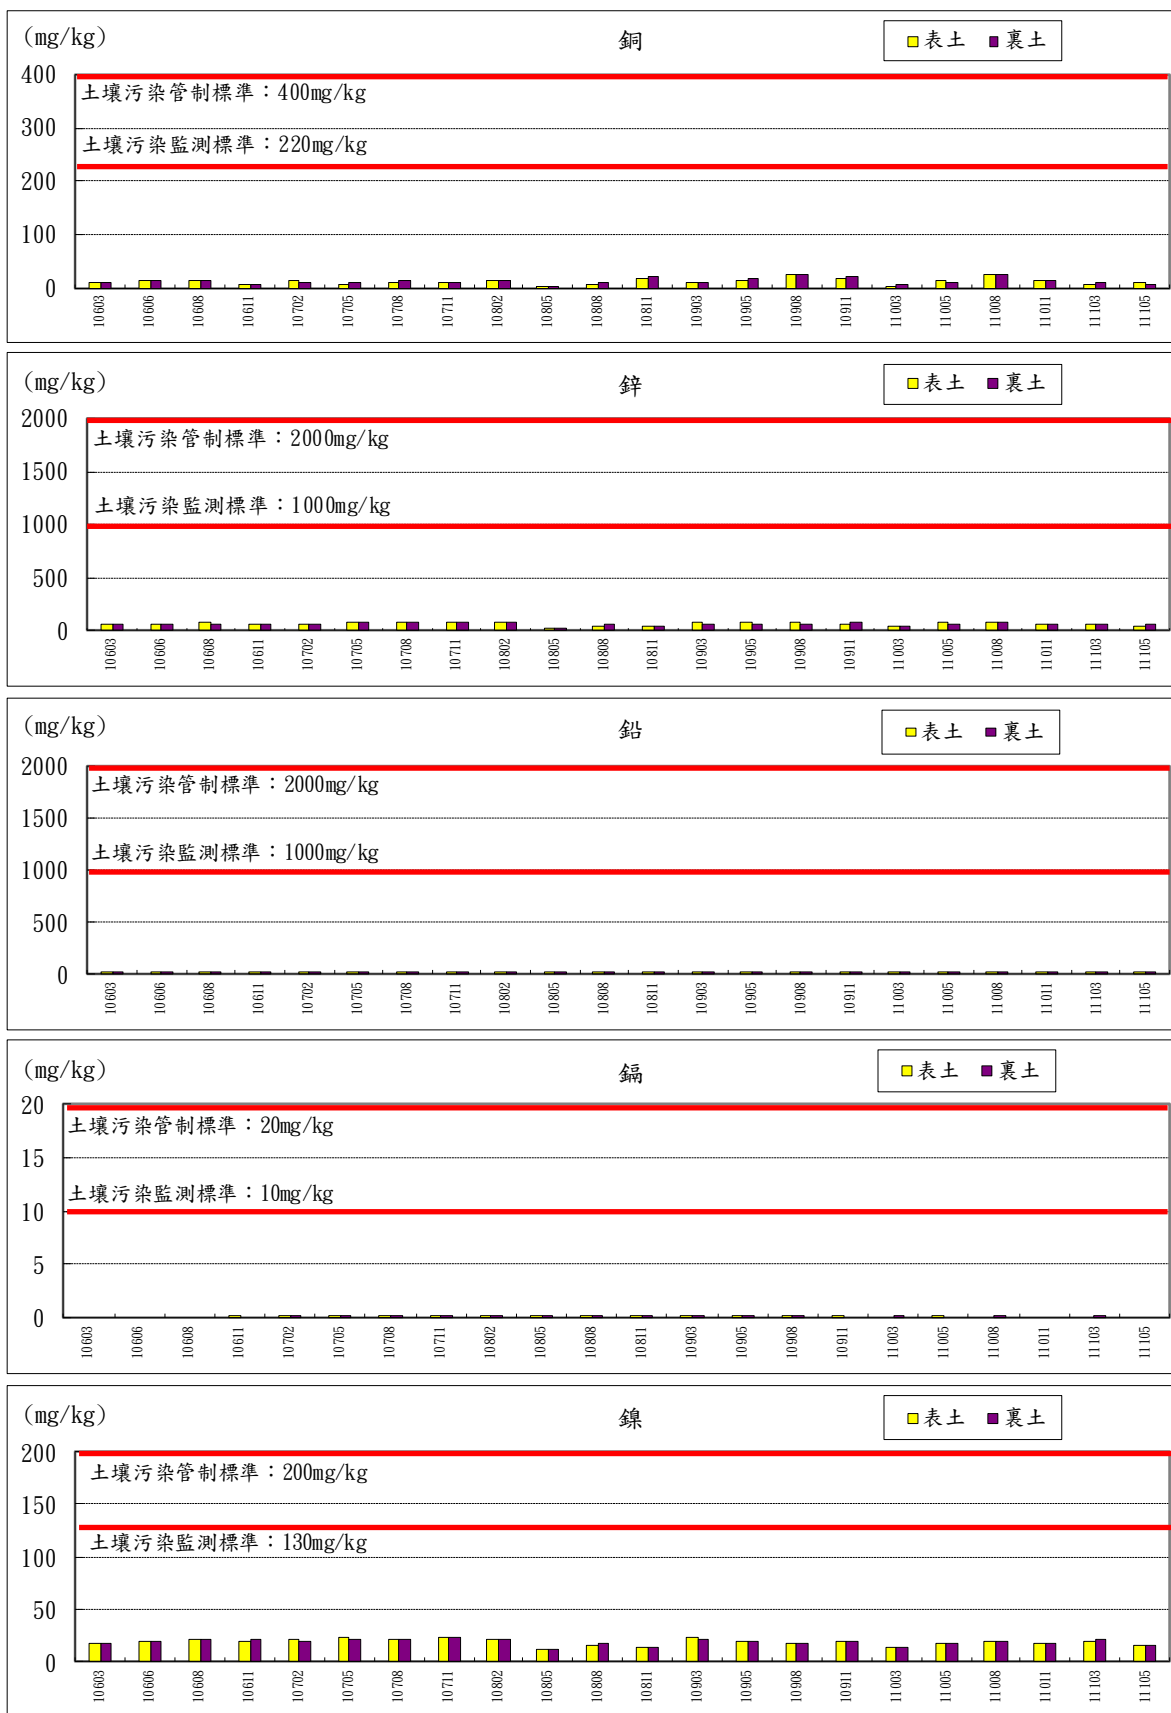 (mg/kg)
銅
表土 裏土
400
土壤污染管制標準：400mg/kg
300
土壤污染監測標準：220mg/kg
200
100
0
10603 10606 10608 10611 10702 10705 10708 10711 10802 10805 10808 10811 10903 10905 10908 10911 11003 11005 11008 11011 11103 11105
(mg/kg)
鋅
表土 裏土
2000
土壤污染管制標準：2000mg/kg
1500
土壤污染監測標準：1000mg/kg
1000
500
0
10603 10606 10608 10611 10702 10705 10708 10711 10802 10805 10808 10811 10903 10905 10908 10911 11003 11005 11008 11011 11103 11105
(mg/kg)
鉛
表土 裏土
2000
土壤污染管制標準：2000mg/kg
1500
土壤污染監測標準：1000mg/kg
1000
500
0
10603 10606 10608 10611 10702 10705 10708 10711 10802 10805 10808 10811 10903 10905 10908 10911 11003 11005 11008 11011 11103 11105
(mg/kg)
鎘
表土 裏土
20
土壤污染管制標準：20mg/kg
15
土壤污染監測標準：10mg/kg
10
5
0
10603 10606 10608 10611 10702 10705 10708 10711 10802 10805 10808 10811 10903 10905 10908 10911 11003 11005 11008 11011 11103 11105
(mg/kg)
鎳
表土 裏土
200
土壤污染管制標準：200mg/kg
150
土壤污染監測標準：130mg/kg
100
50
0
10603 10606 10608 10611 10702 10705 10708 10711 10802 10805 10808 10811 10903 10905 10908 10911 11003 11005 11008 11011 11103 11105